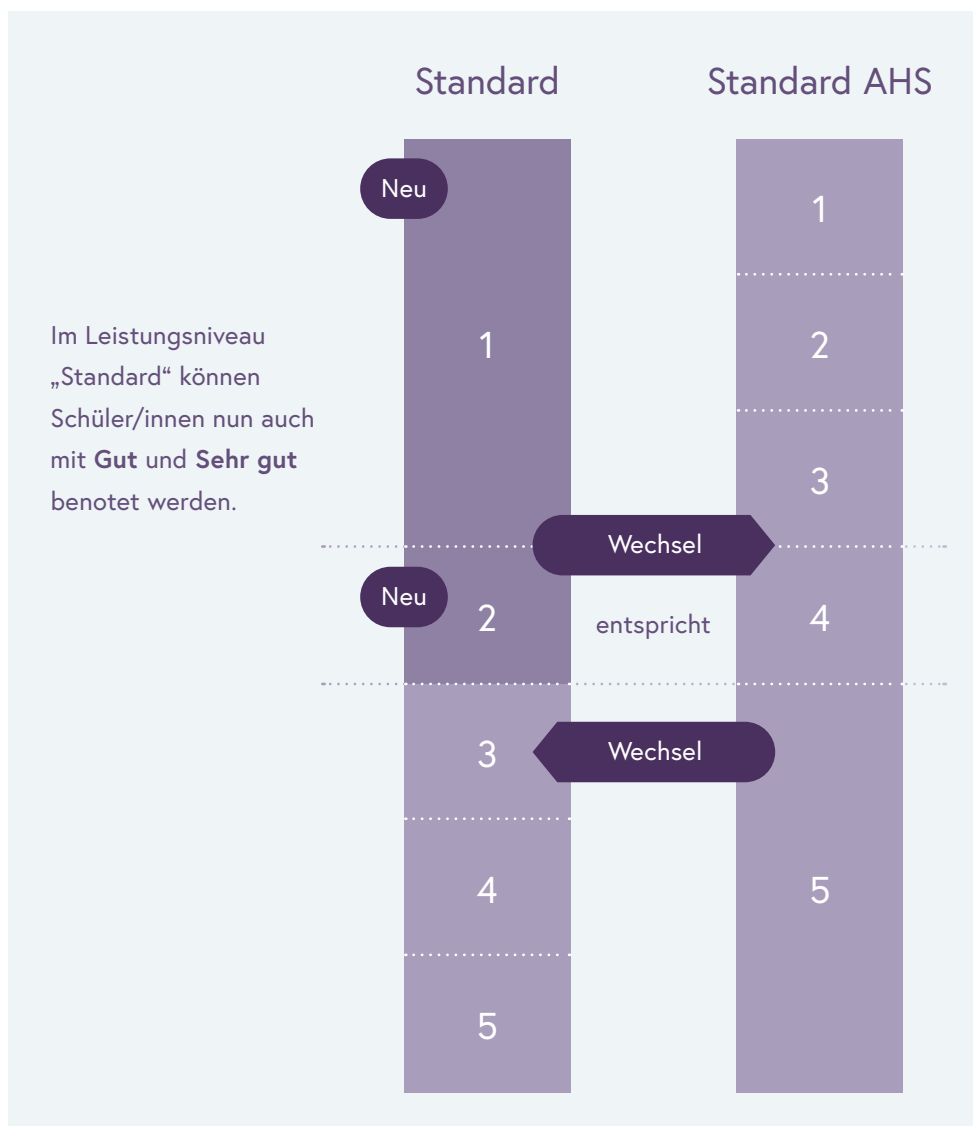 Standard
Standard AHS
Neu
1
1
2
3
Im Leistungsniveau
„Standard“ können
Schüler/innen nun auch
mit Gut und Sehr gut
benotet werden.
Wechsel
Neu
2
entspricht
4
3
Wechsel
4
5
5